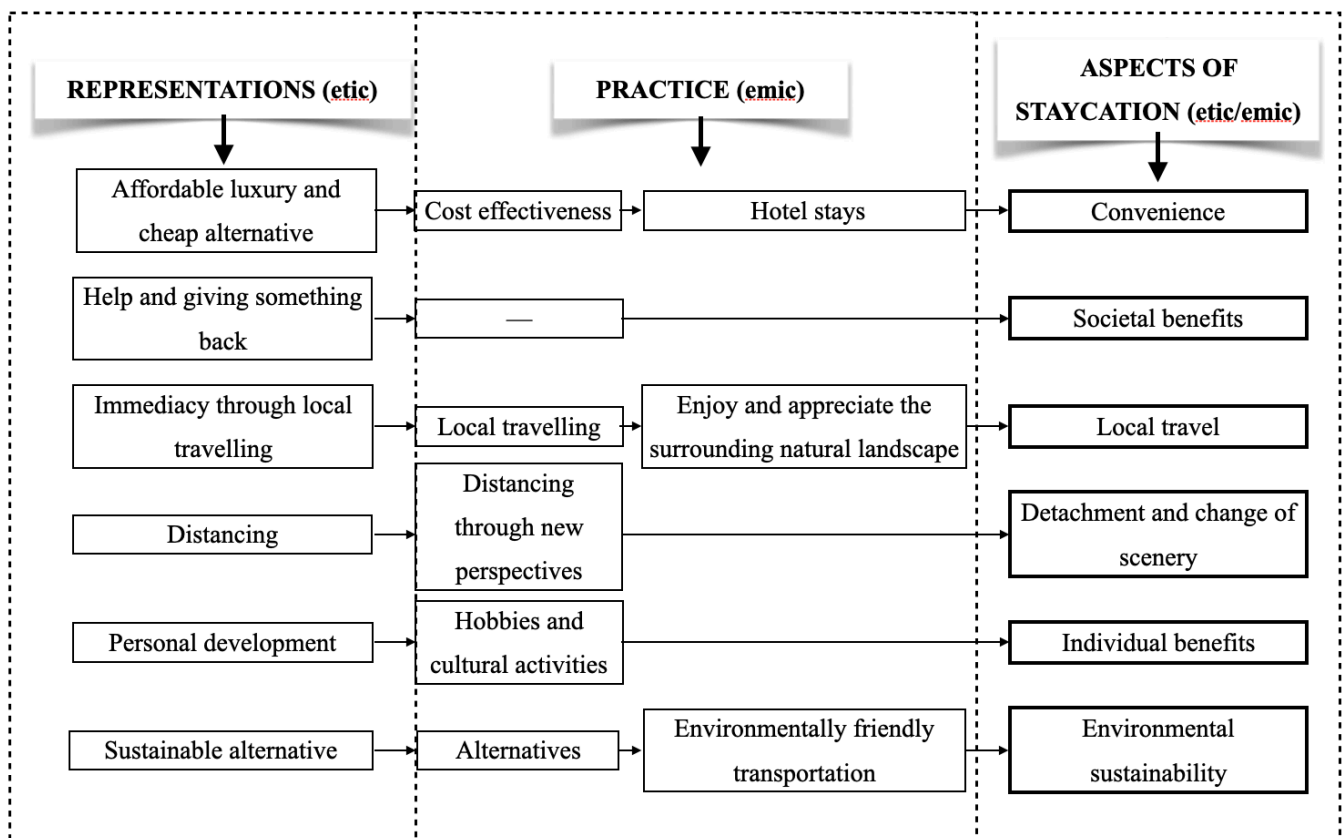 REPRESENTATIONS (etic)
PRACTICE (emic)
ASPECTS OF
STAYCATION (etic/emic)
Affordable luxury and
cheap alternative
Cost effectiveness
Hotel stays
Convenience
Help and giving something
back
—
Societal benefits
Immediacy through local
travelling
Local travelling
Enjoy and appreciate the
surrounding natural landscape
Local travel
Distancing
Distancing
through new
perspectives
Detachment and change of
scenery
Personal development
Hobbies and
cultural activities
Individual benefits
Sustainable alternative
Alternatives
Environmentally friendly
transportation
Environmental
sustainability